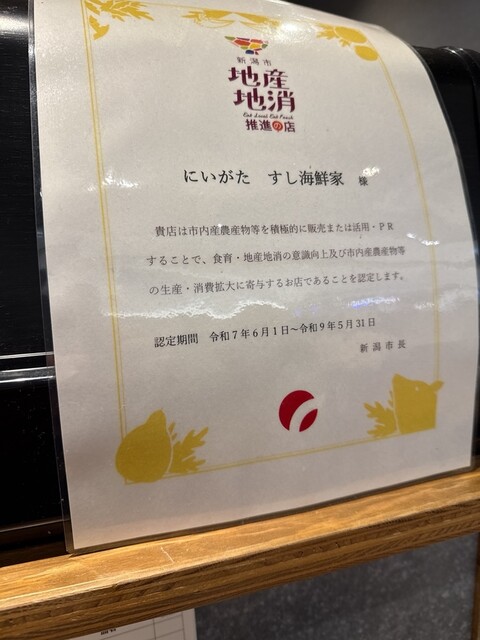 新潟市
地産
地消
Eat Local Eat Fresh
推進の店
にいがた すし海鮮家 様
貴店は市内産農産物等を積極的に販売または活用・PR
することで、食育・地産地消の意識向上及び市内産農産物等
の生産・消費拡大に寄与するお店であることを認定します。
認定期間 令和7年6月1日~令和9年5月31日
新潟市長